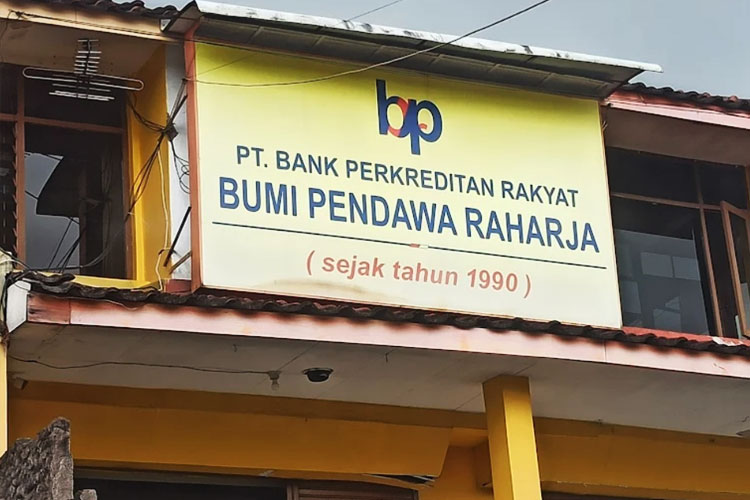 bp
PT. BANK PERKREDITAN RAKYAT
BUMI PENDAWA RAHARJA
( sejak tahun 1990 )